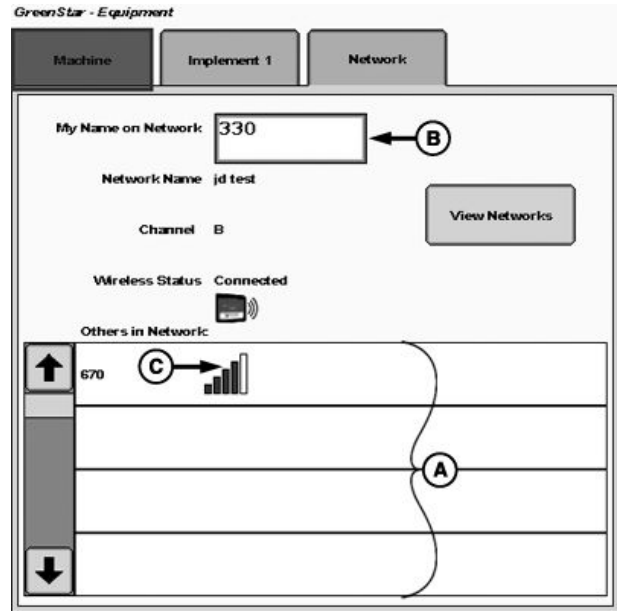 GreenStar - Equipment
Machine Implement 1 Network
My Name on Network 330
B
Network Name jd test
View Networks
Channel B
Wireless Status Connected
Others in Network
670 C
A